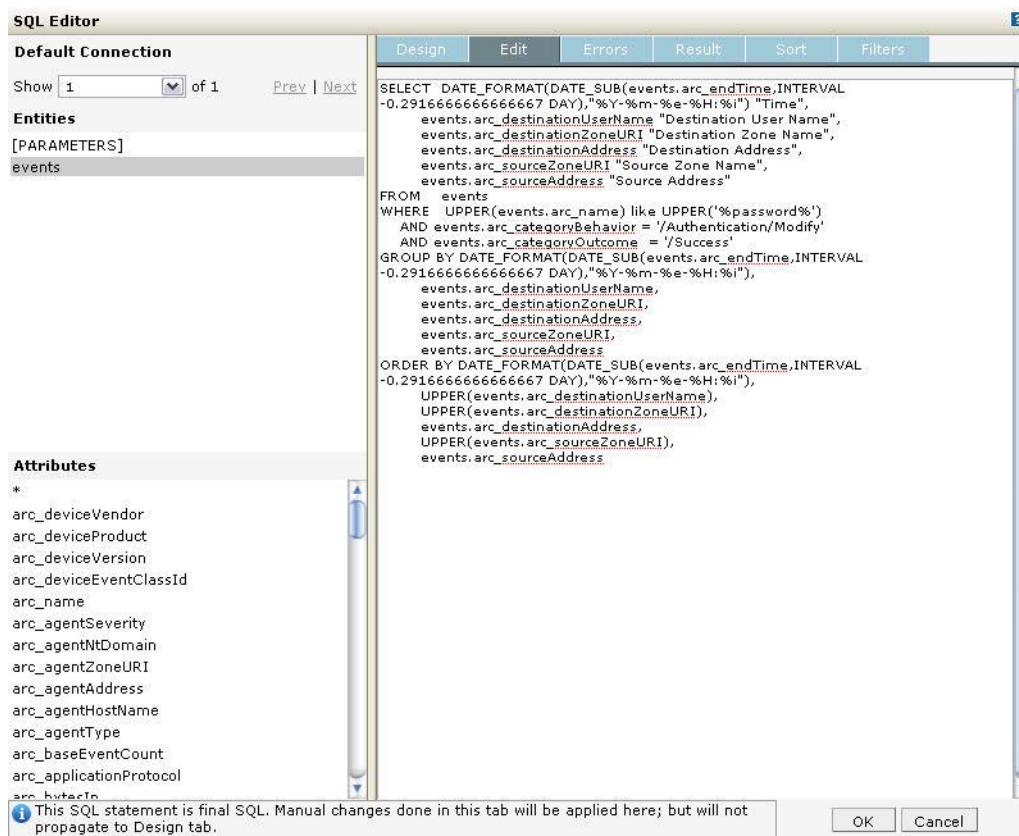 SQL Editor
?
Default Connection
Show 1 of 1 Prev | Next
Entities
[PARAMETERS]
events
Attributes
*
arc_deviceVendor
arc_deviceProduct
arc_deviceVersion
arc_deviceEventClassId
arc_name
arc_agentSeverity
arc_agentNtDomain
arc_agentZoneURI
arc_agentAddress
arc_agentHostName
arc_agentType
arc_baseEventCount
arc_applicationProtocol
arc_bytesIn
Design Edit Errors Result Sort Filters
SELECT DATE_FORMAT(DATE_SUB(events.arc_endTime,INTERVAL
-0.2916666666666667 DAY),"%Y-%m-%e-%H:%i") "Time",
events.arc_destinationUserName "Destination User Name",
events.arc_destinationZoneURI "Destination Zone Name",
events.arc_destinationAddress "Destination Address",
events.arc_sourceZoneURI "Source Zone Name",
events.arc_sourceAddress "Source Address"
FROM events
WHERE UPPER(events.arc_name) like UPPER('%password%')
AND events.arc_categoryBehavior = '/Authentication/Modify'
AND events.arc_categoryOutcome = '/Success'
GROUP BY DATE_FORMAT(DATE_SUB(events.arc_endTime,INTERVAL
-0.2916666666666667 DAY),"%Y-%m-%e-%H:%i"),
events.arc_destinationUserName,
events.arc_destinationZoneURI,
events.arc_destinationAddress,
events.arc_sourceZoneURI,
events.arc_sourceAddress
ORDER BY DATE_FORMAT(DATE_SUB(events.arc_endTime,INTERVAL
-0.2916666666666667 DAY),"%Y-%m-%e-%H:%i"),
UPPER(events.arc_destinationUserName),
UPPER(events.arc_destinationZoneURI),
events.arc_destinationAddress,
UPPER(events.arc_sourceZoneURI),
events.arc_sourceAddress
This SQL statement is final SQL. Manual changes done in this tab will be applied here; but will not
propagate to Design tab.
OK Cancel